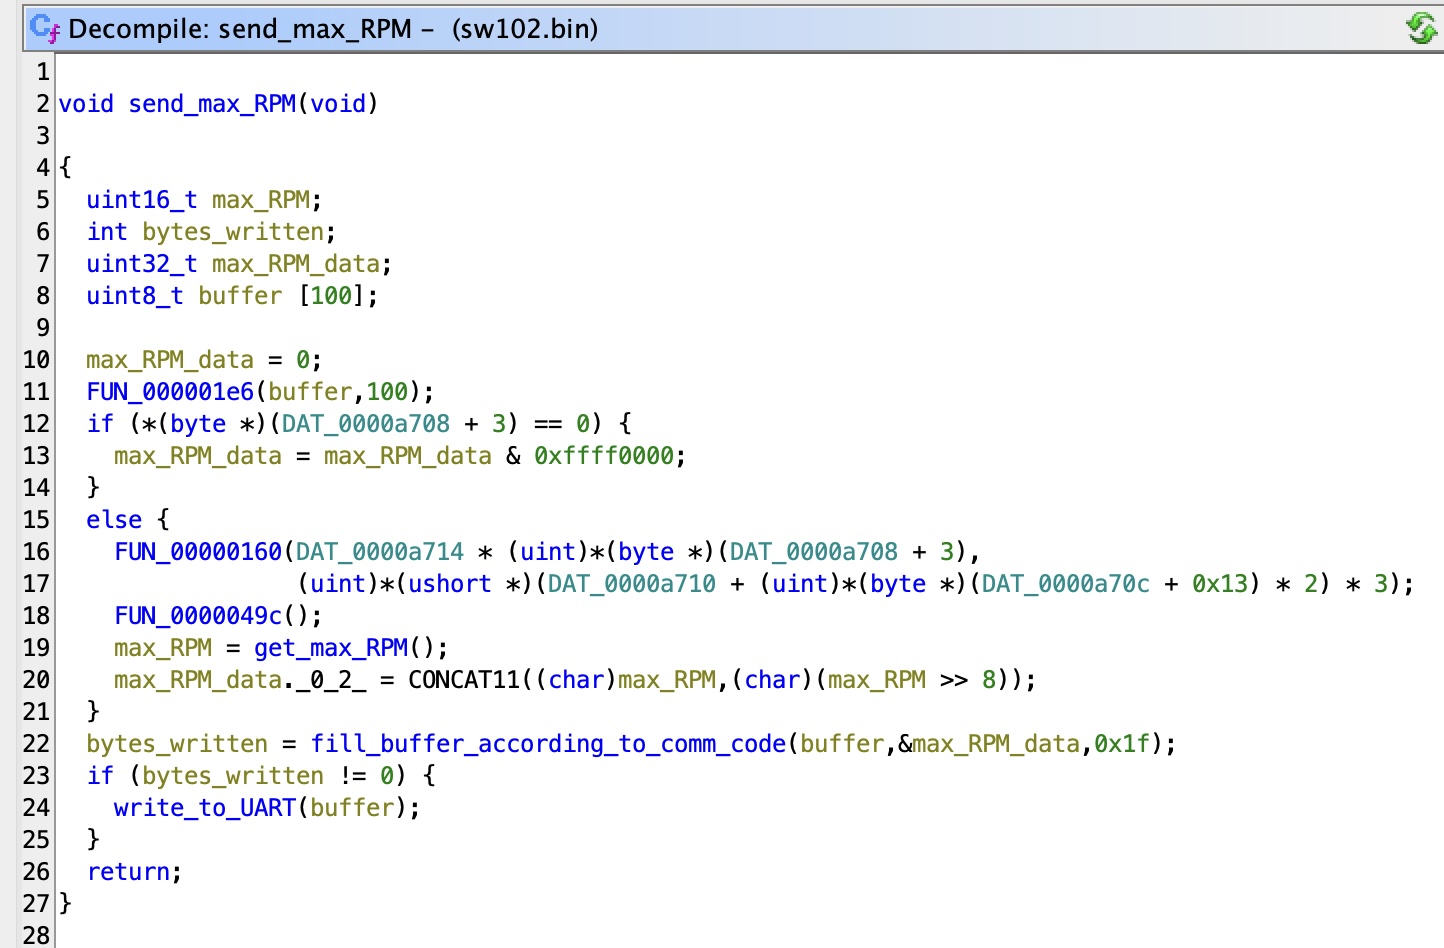 Decompile: send_max_RPM – (sw102.bin)
1
2 void send_max_RPM(void)
3
4 {
5   uint16_t max_RPM;
6   int bytes_written;
7   uint32_t max_RPM_data;
8   uint8_t buffer [100];
9
10   max_RPM_data = 0;
11   FUN_000001e6(buffer,100);
12   if (*(byte *)(DAT_0000a708 + 3) == 0) {
13     max_RPM_data = max_RPM_data & 0xffff0000;
14   }
15   else {
16     FUN_00000160(DAT_0000a714 * (uint)*(byte *)(DAT_0000a708 + 3),
17                  (uint)*(ushort *)(DAT_0000a710 + (uint)*(byte *)(DAT_0000a70c + 0x13) * 2) * 3);
18     FUN_0000049c();
19     max_RPM = get_max_RPM();
20     max_RPM_data._0_2_ = CONCAT11((char)max_RPM,(char)(max_RPM >> 8));
21   }
22   bytes_written = fill_buffer_according_to_comm_code(buffer,&max_RPM_data,0x1f);
23   if (bytes_written != 0) {
24     write_to_UART(buffer);
25   }
26   return;
27 }
28